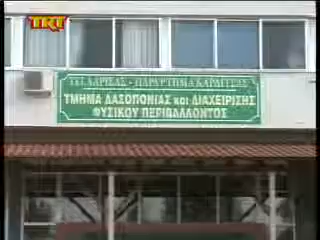 TRT
ΤΕΙ ΛΑΡΙΣΑΣ - ΠΑΡΑΡΤΗΜΑ ΚΑΡΔΙΤΣΑΣ
ΤΜΗΜΑ ΔΑΣΟΠΟΝΙΑΣ και ΔΙΑΧΕΙΡΙΣΗΣ
ΦΥΣΙΚΟΥ ΠΕΡΙΒΑΛΛΟΝΤΟΣ